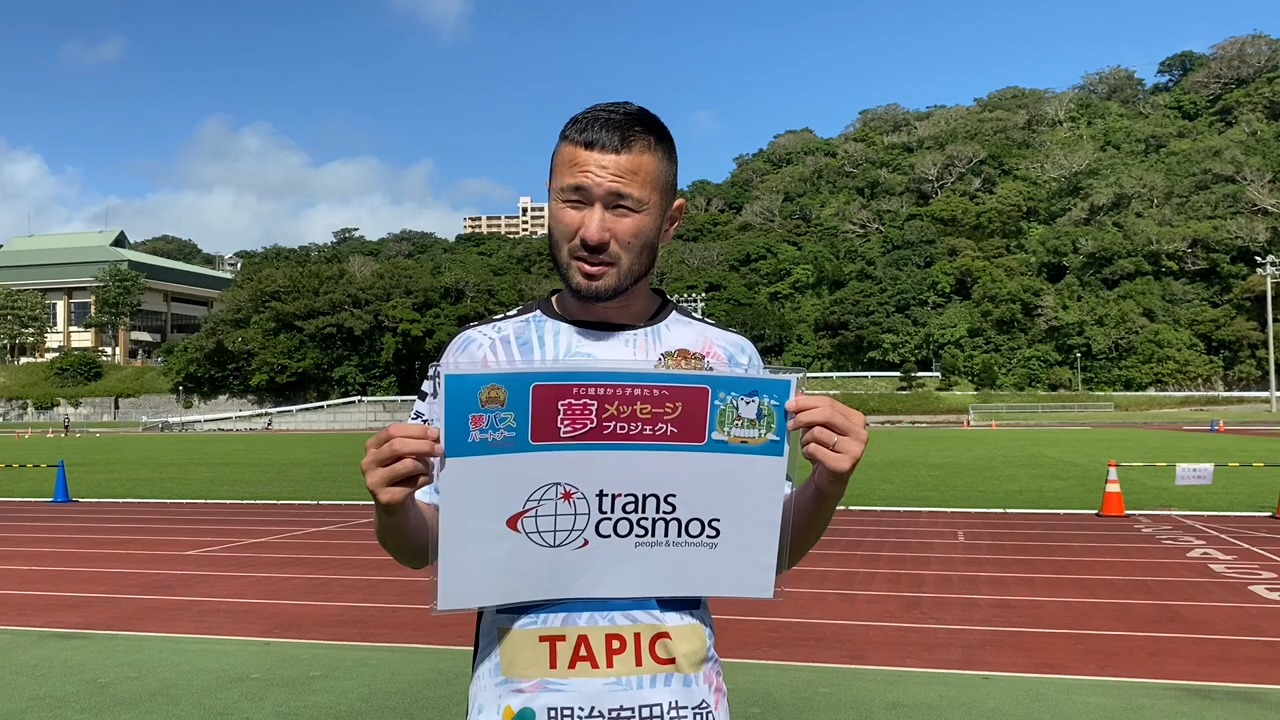 FC琉球から子供たちへ
夢パス
パートナー
夢メッセージ
プロジェクト
trans
cosmos
people & technology
TAPIC
明治安田生命